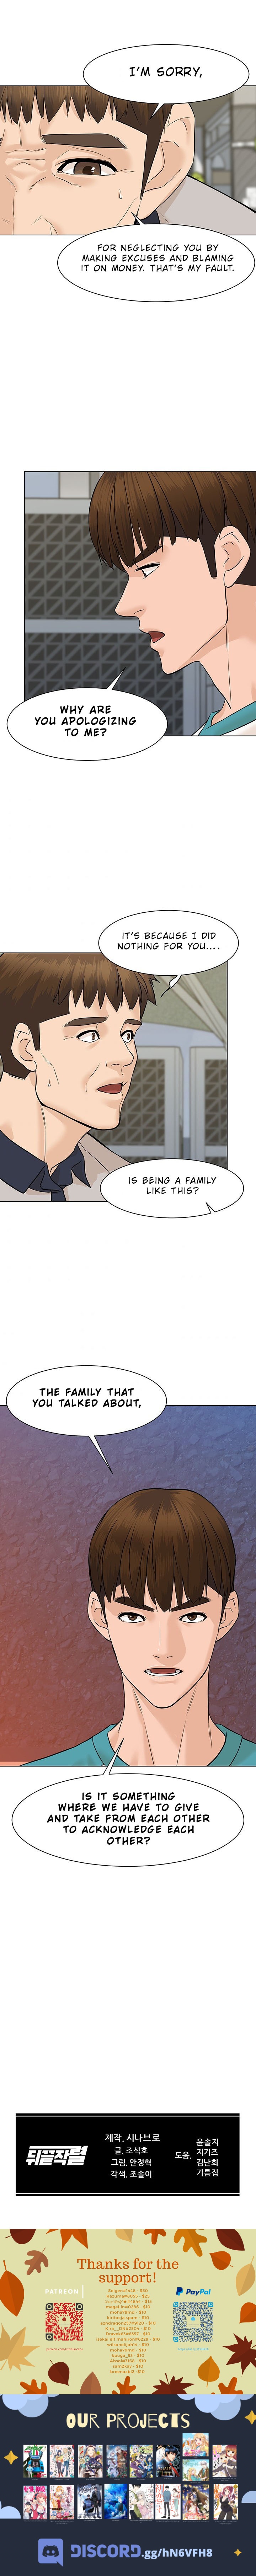 I'M SORRY,
FOR NEGLECTING YOU BY
MAKING EXCUSES AND BLAMING
IT ON MONEY. THAT'S MY FAULT.
WHY ARE
YOU APOLOGIZING
TO ME?
IT'S BECAUSE I DID
NOTHING FOR YOU....
IS BEING A FAMILY
LIKE THIS?
THE FAMILY THAT
YOU TALKED ABOUT,
IS IT SOMETHING
WHERE WE HAVE TO GIVE
AND TAKE FROM EACH OTHER
TO ACKNOWLEDGE EACH
OTHER?
뒤끝작렬
제작. 시나브로
글. 조석호
그림. 안정혁
각색. 조솔이
도움.
윤솔지
지기즈
김난희
기름집
Thanks for the
support!
PATREON
PayPal
OUR PROJECTS
DISCORD.gg/hN6VFH8